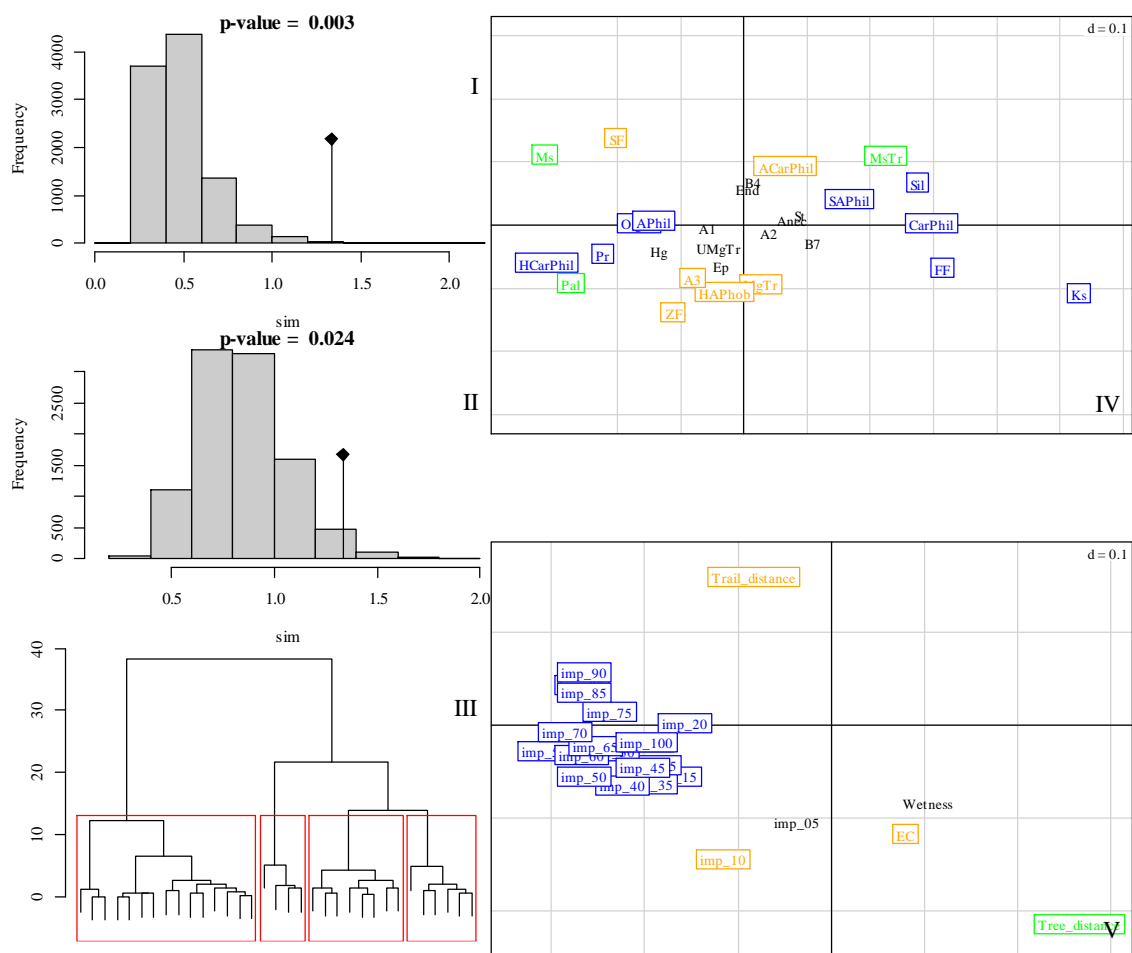 p-value = 0.003
Frequency
0 1000 2000 3000 4000
I
0.0 0.5 1.0 1.5 2.0
sim
p-value = 0.024
Frequency
0 500 1500 2500
II
0.5 1.0 1.5 2.0
sim
0 10 20 30 40
III
d = 0.1
SF
Ms
MsTr
ACarPhil
B4
End
Sil
SAPhil
St
APhil
CarPhil
A1
A2
B7
UMgTr
Hg
Pr
HCarPhil
Ep
FF
A3
Pal
MgTr
HAPhob
Ks
ZF
IV
d = 0.1
Trail_distance
imp_90
imp_85
imp_75
imp_20
imp_70
imp_100
imp_65
imp_45
imp_50
imp_40
Wetness
imp_05
EC
imp_10
Tree_distance
V